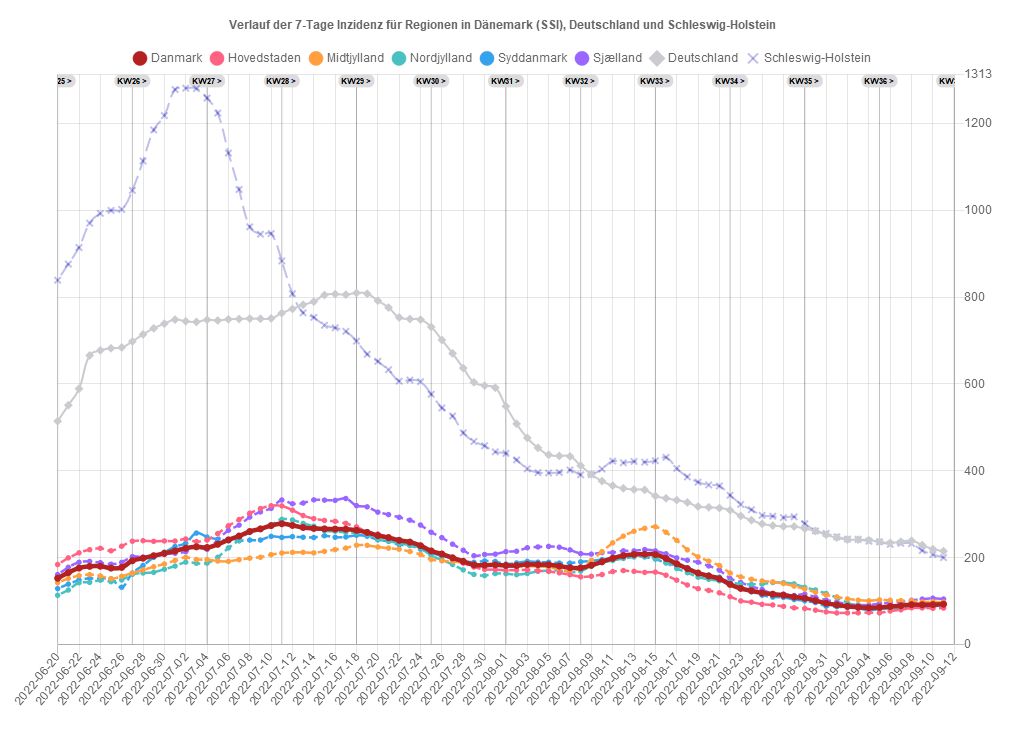 Verlauf der 7-Tage Inzidenz für Regionen in Dänemark (SSI), Deutschland und Schleswig-Holstein
Danmark Hovedstaden Midtjylland Nordjylland Syddanmark Sjælland Deutschland Schleswig-Holstein
25 > KW26 > KW27 > KW28 > KW29 > KW30 > KW31 > KW32 > KW33 > KW34 > KW35 > KW36 > KW
1313
1200
1000
800
600
400
200
0
2022-06-20 2022-06-22 2022-06-24 2022-06-26 2022-06-28 2022-06-30 2022-07-02 2022-07-04 2022-07-06 2022-07-08 2022-07-10 2022-07-12 2022-07-14 2022-07-16 2022-07-18 2022-07-20 2022-07-22 2022-07-24 2022-07-26 2022-07-28 2022-07-30 2022-08-01 2022-08-03 2022-08-05 2022-08-07 2022-08-09 2022-08-11 2022-08-13 2022-08-15 2022-08-17 2022-08-19 2022-08-21 2022-08-23 2022-08-25 2022-08-27 2022-08-29 2022-08-31 2022-09-02 2022-09-04 2022-09-06 2022-09-08 2022-09-10 2022-09-12